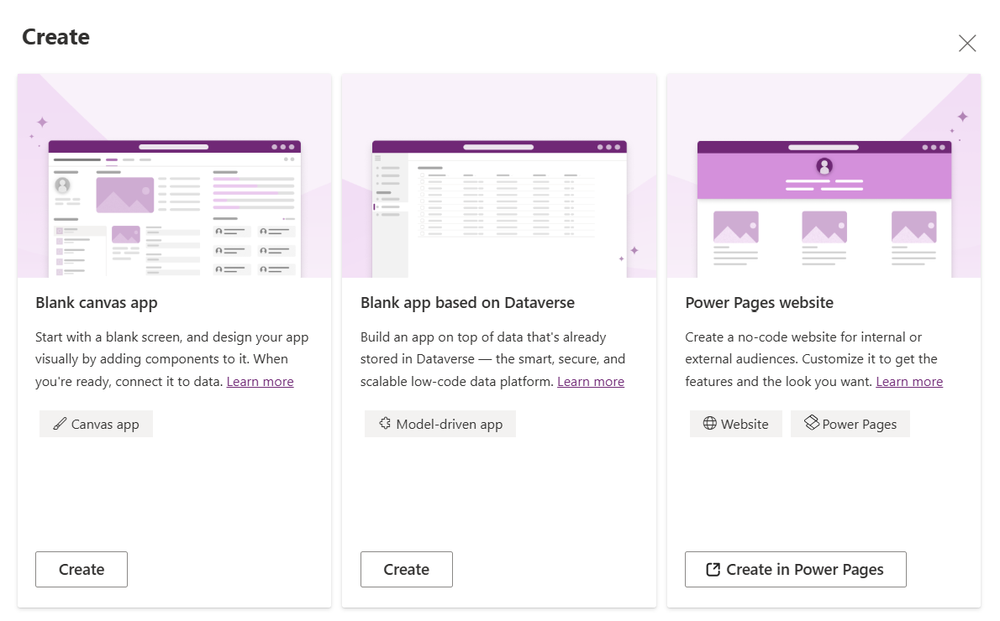 Create
Blank canvas app
Start with a blank screen, and design your app
visually by adding components to it. When
you're ready, connect it to data. Learn more
Canvas app
Create
Blank app based on Dataverse
Build an app on top of data that's already
stored in Dataverse — the smart, secure, and
scalable low-code data platform. Learn more
Model-driven app
Create
Power Pages website
Create a no-code website for internal or
external audiences. Customize it to get the
features and the look you want. Learn more
Website
Power Pages
Create in Power Pages